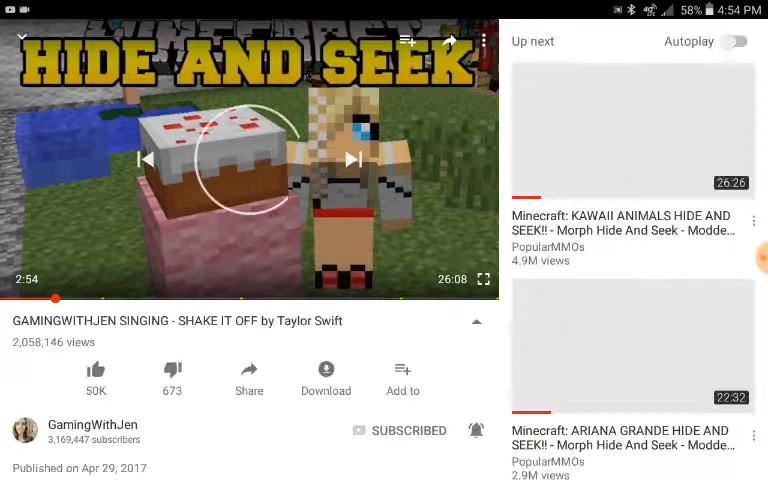 58% 4:54 PM
MINECRAFT
HIDE AND SEEK
2:54
26:08
GAMINGWITHJEN SINGING - SHAKE IT OFF by Taylor Swift
2,058,146 views
50K
673
Share
Download
Add to
GamingWithJen
3,169,447 subscribers
SUBSCRIBED
Published on Apr 29, 2017
Up next
Autoplay
26:26
Minecraft: KAWAII ANIMALS HIDE AND
SEEK!! - Morph Hide And Seek - Modde...
PopularMMOs
4.9M views
22:32
Minecraft: ARIANA GRANDE HIDE AND
SEEK!! - Morph Hide And Seek - Modde...
PopularMMOs
2.9M views